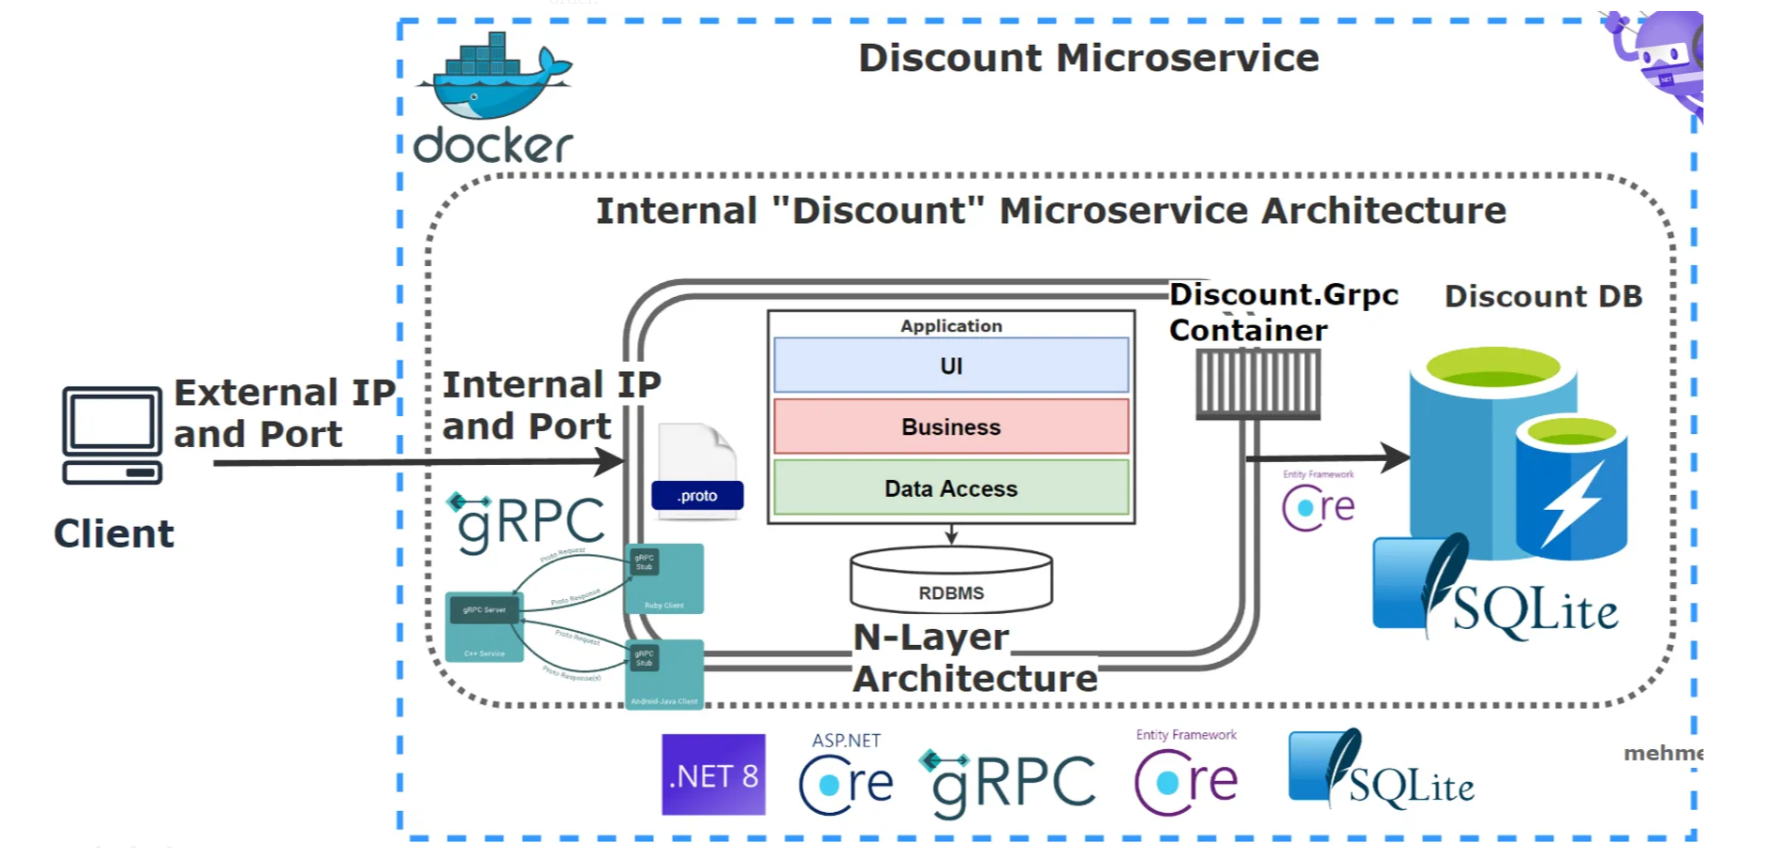 order.
Discount Microservice
NET
docker
Internal "Discount" Microservice Architecture
Discount.Grpc
Container
Discount DB
Application
UI
Business
Data Access
RDBMS
External IP
and Port
Internal IP
and Port
Client
.proto
gRPC
Proto Request
gRPC
Stub
Proto Response
Ruby Client
gRPC Server
C++ Service
Proto Request
gRPC
Stub
Proto Response(s)
Android-Java Client
Entity Framework
Core
SQLite
N-Layer
Architecture
.NET 8
ASP.NET
Core
gRPC
Entity Framework
Core
SQLite
mehme